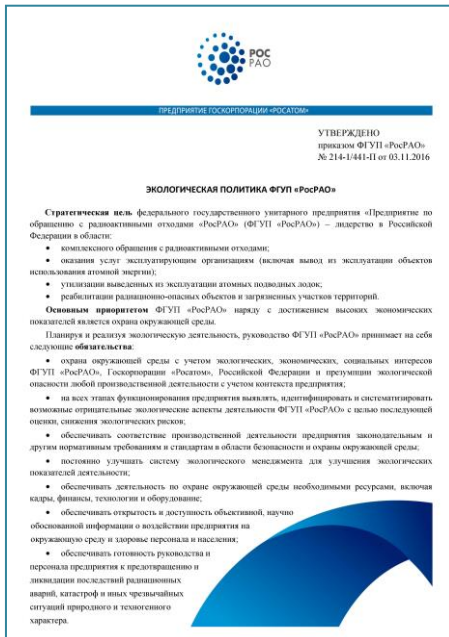 РОС
РАО
ПРЕДПРИЯТИЕ ГОСКОРПОРАЦИИ «РОСАТОМ»
УТВЕРЖДЕНО
приказом ФГУП «РосРАО»
№ 214-1/441-П от 03.11.2016
ЭКОЛОГИЧЕСКАЯ ПОЛИТИКА ФГУП «РосРАО»
Стратегическая цель федерального государственного унитарного предприятия «Предприятие по
обращению с радиоактивными отходами «РосРАО» (ФГУП «РосРАО») – лидерство в Российской
Федерации в области:
• комплексного обращения с радиоактивными отходами;
• оказания услуг эксплуатирующим организациям (включая вывод из эксплуатации объектов
использования атомной энергии);
• утилизации выведенных из эксплуатации атомных подводных лодок;
• реабилитации радиационно-опасных объектов и загрязненных участков территорий.
Основным приоритетом ФГУП «РосРАО» наряду с достижением высоких экономических
показателей является охрана окружающей среды.
Планируя и реализуя экологическую деятельность, руководство ФГУП «РосРАО» принимает на себя
следующие обязательства:
• охрана окружающей среды с учетом экологических, экономических, социальных интересов
ФГУП «РосРАО», Госкорпорации «Росатом», Российской Федерации и презумпции экологической
опасности любой производственной деятельности с учетом контекста предприятия;
• на всех этапах функционирования предприятия выявлять, идентифицировать и систематизировать
возможные отрицательные экологические аспекты деятельности ФГУП «РосРАО» с целью последующей
оценки, снижения экологических рисков;
• обеспечивать соответствие производственной деятельности предприятия законодательным и
другим нормативным требованиям и стандартам в области безопасности и охраны окружающей среды;
• постоянно улучшать систему экологического менеджмента для улучшения экологических
показателей деятельности;
• обеспечивать деятельность по охране окружающей среды необходимыми ресурсами, включая
кадры, финансы, технологии и оборудование;
• обеспечивать открытость и доступность объективной, научно
обоснованной информации о воздействии предприятия на
окружающую среду и здоровье персонала и населения;
• обеспечивать готовность руководства и
персонала предприятия к предотвращению и
ликвидации последствий радиационных
аварий, катастроф и иных чрезвычайных
ситуаций природного и техногенного
характера.